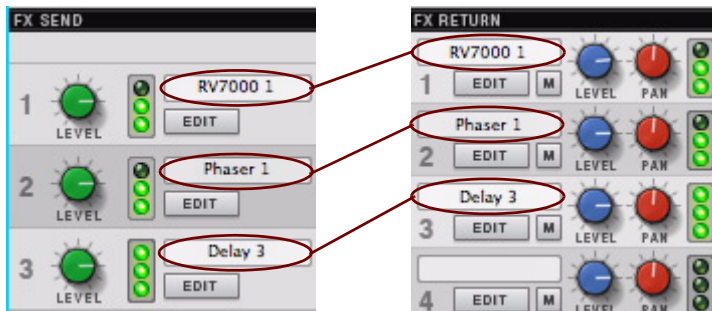 FX SEND
1
LEVEL
RV7000 1
EDIT
2
LEVEL
Phaser 1
EDIT
3
LEVEL
Delay 3
EDIT
FX RETURN
RV7000 1
1 EDIT M LEVEL PAN
Phaser 1
2 EDIT M LEVEL PAN
Delay 3
3 EDIT M LEVEL PAN
4 EDIT M LEVEL PAN